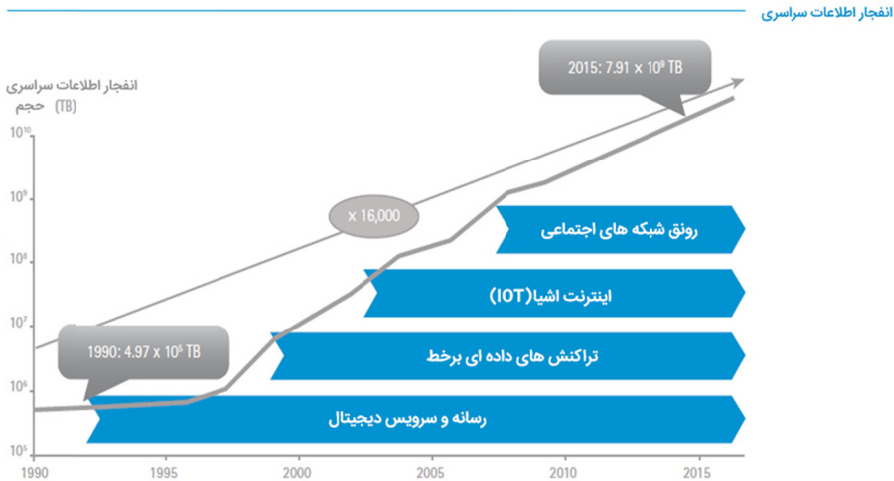 انفجار اطلاعات سراسری
انفجار اطلاعات سراسری
حجم (TB)
2015: 7.91 x 10⁹ TB
10¹⁰
10⁹
10⁸
10⁷
10⁶
10⁵
x 16,000
رونق شبکه های اجتماعی
اینترنت اشیا(IOT)
1990: 4.97 x 10⁵ TB
تراکنش های داده ای برخط
رسانه و سرویس دیجیتال
1990 1995 2000 2005 2010 2015